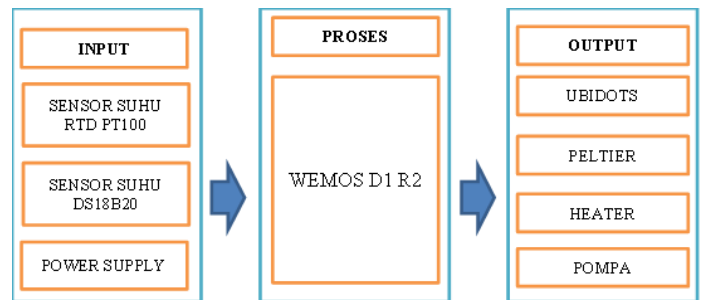 INPUT
SENSOR SUHU
RTD PT100
SENSOR SUHU
DS18B20
POWER SUPPLY
PROSES
WEMOS D1 R2
OUTPUT
UBIDOTS
PELTIER
HEATER
POMPA